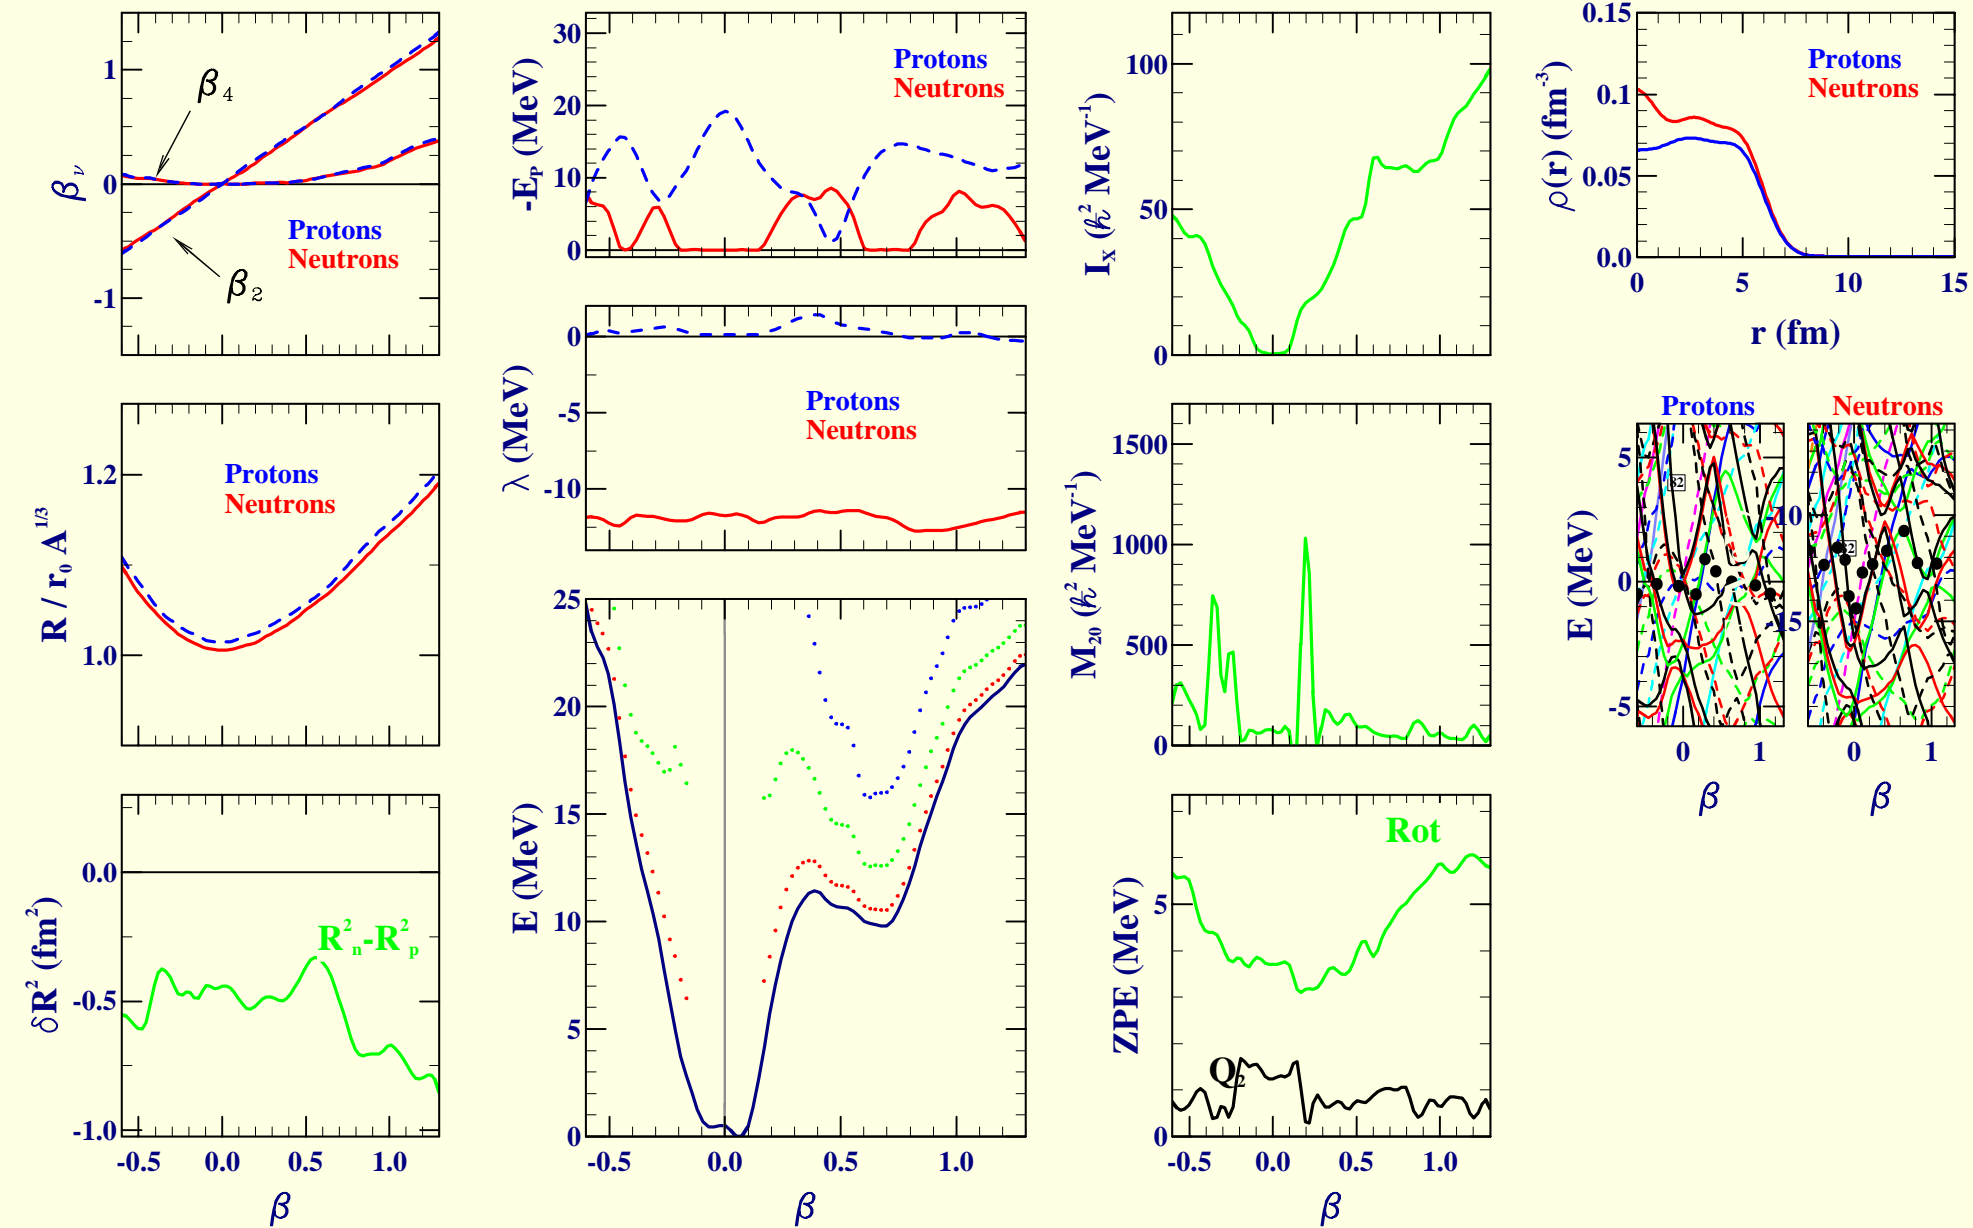 β_ν
1
0
-1
β₄
β₂
Protons
Neutrons
R / r₀ A^1/3
1.2
1.0
Protons
Neutrons
δR² (fm²)
0.0
-0.5
-1.0
R²ₙ-R²ₚ
-0.5 0.0 0.5 1.0
β
-Eₚ (MeV)
30
20
10
0
Protons
Neutrons
λ (MeV)
0
-5
-10
Protons
Neutrons
E (MeV)
25
20
15
10
5
0
-0.5 0.0 0.5 1.0
β
Iₓ (ℏ² MeV⁻¹)
100
50
0
M₂₀ (ℏ² MeV⁻¹)
1500
1000
500
0
ZPE (MeV)
5
0
Rot
Q₂
-0.5 0.0 0.5 1.0
β
ρ(r) (fm⁻³)
0.15
0.1
0.05
0.0
Protons
Neutrons
0 5 10 15
r (fm)
Protons Neutrons
E (MeV)
5
0
-5
82
0 1
β
0 1
β